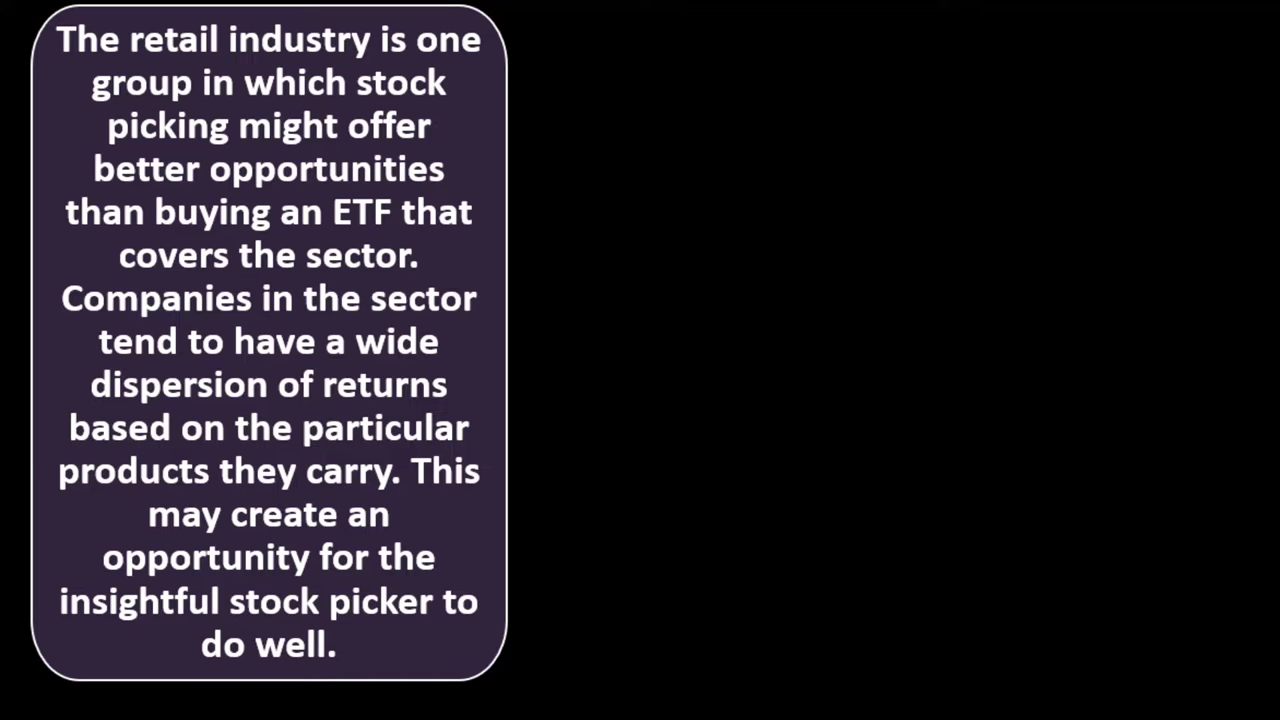 The retail industry is one
group in which stock
picking might offer
better opportunities
than buying an ETF that
covers the sector.
Companies in the sector
tend to have a wide
dispersion of returns
based on the particular
products they carry. This
may create an
opportunity for the
insightful stock picker to
do well.